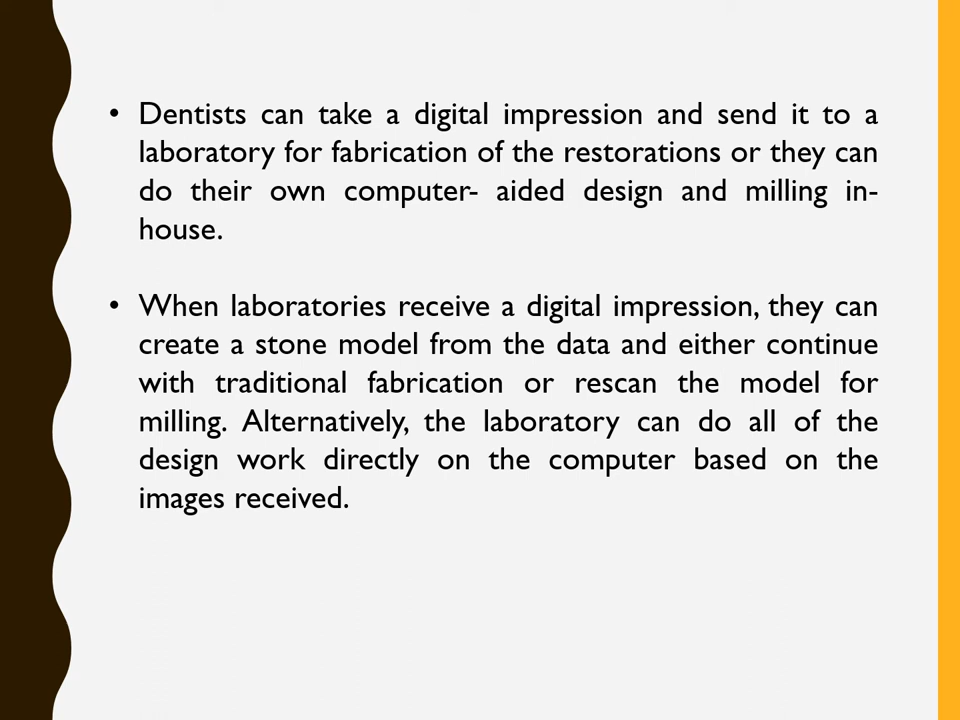 • Dentists can take a digital impression and send it to a
laboratory for fabrication of the restorations or they can
do their own computer- aided design and milling in-
house.
• When laboratories receive a digital impression, they can
create a stone model from the data and either continue
with traditional fabrication or rescan the model for
milling. Alternatively, the laboratory can do all of the
design work directly on the computer based on the
images received.